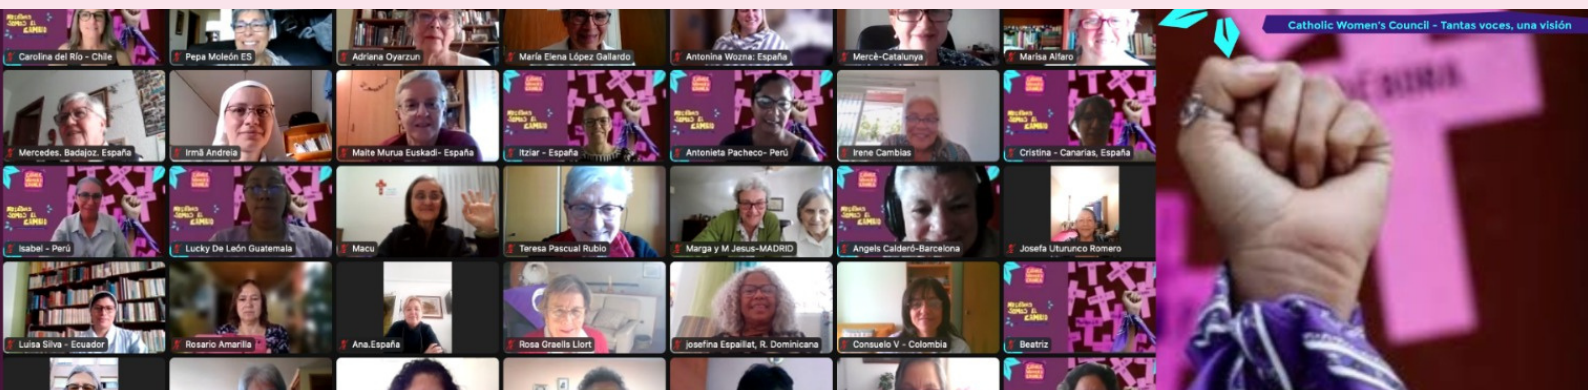 Catholic Women's Council - Tantas voces, una visión
Carolina del Río - Chile
Pepa Moleón ES
Adriana Oyarzun
María Elena López Gallardo
Antonina Wozna: España
Mercè-Catalunya
Marisa Alfaro
Mercedes. Badajoz. España
Irmã Andreia
Maite Murua Euskadi- España
Itziar - España
Antonieta Pacheco- Perú
Irene Cambias
Cristina - Canarias, España
Isabel - Perú
Lucky De León Guatemala
Macu
Teresa Pascual Rubio
Marga y M Jesus-MADRID
Angels Calderó-Barcelona
Josefa Uturunco Romero
Luisa Silva - Ecuador
Rosario Amarilla
Ana.España
Rosa Graells Llort
josefina Espaillat, R. Dominicana
Consuelo V - Colombia
Beatriz